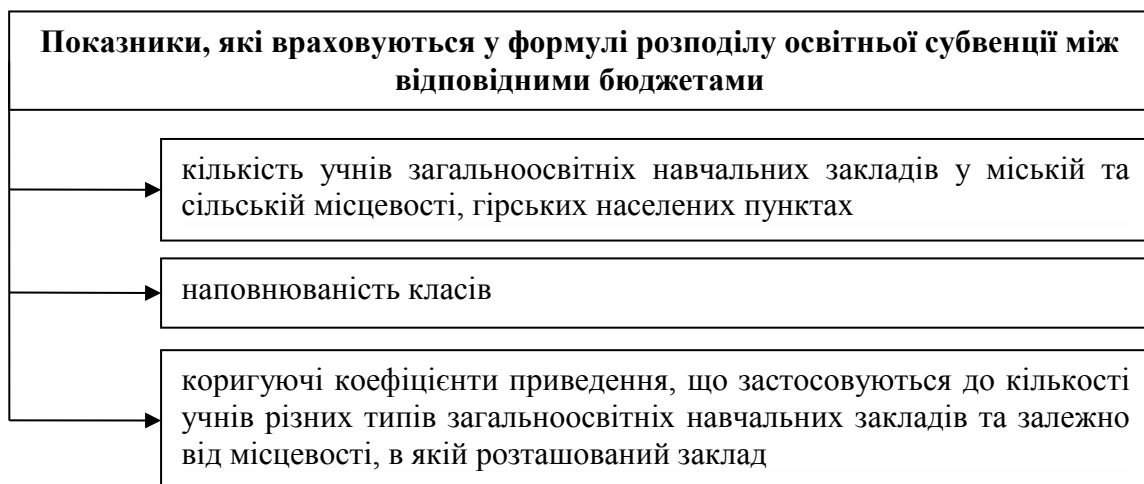 Показники, які враховуються у формулі розподілу освітньої субвенції між
відповідними бюджетами
кількість учнів загальноосвітніх навчальних закладів у міській та
сільській місцевості, гірських населених пунктах
наповнюваність класів
коригуючі коефіцієнти приведення, що застосовуються до кількості
учнів різних типів загальноосвітніх навчальних закладів та залежно
від місцевості, в якій розташований заклад